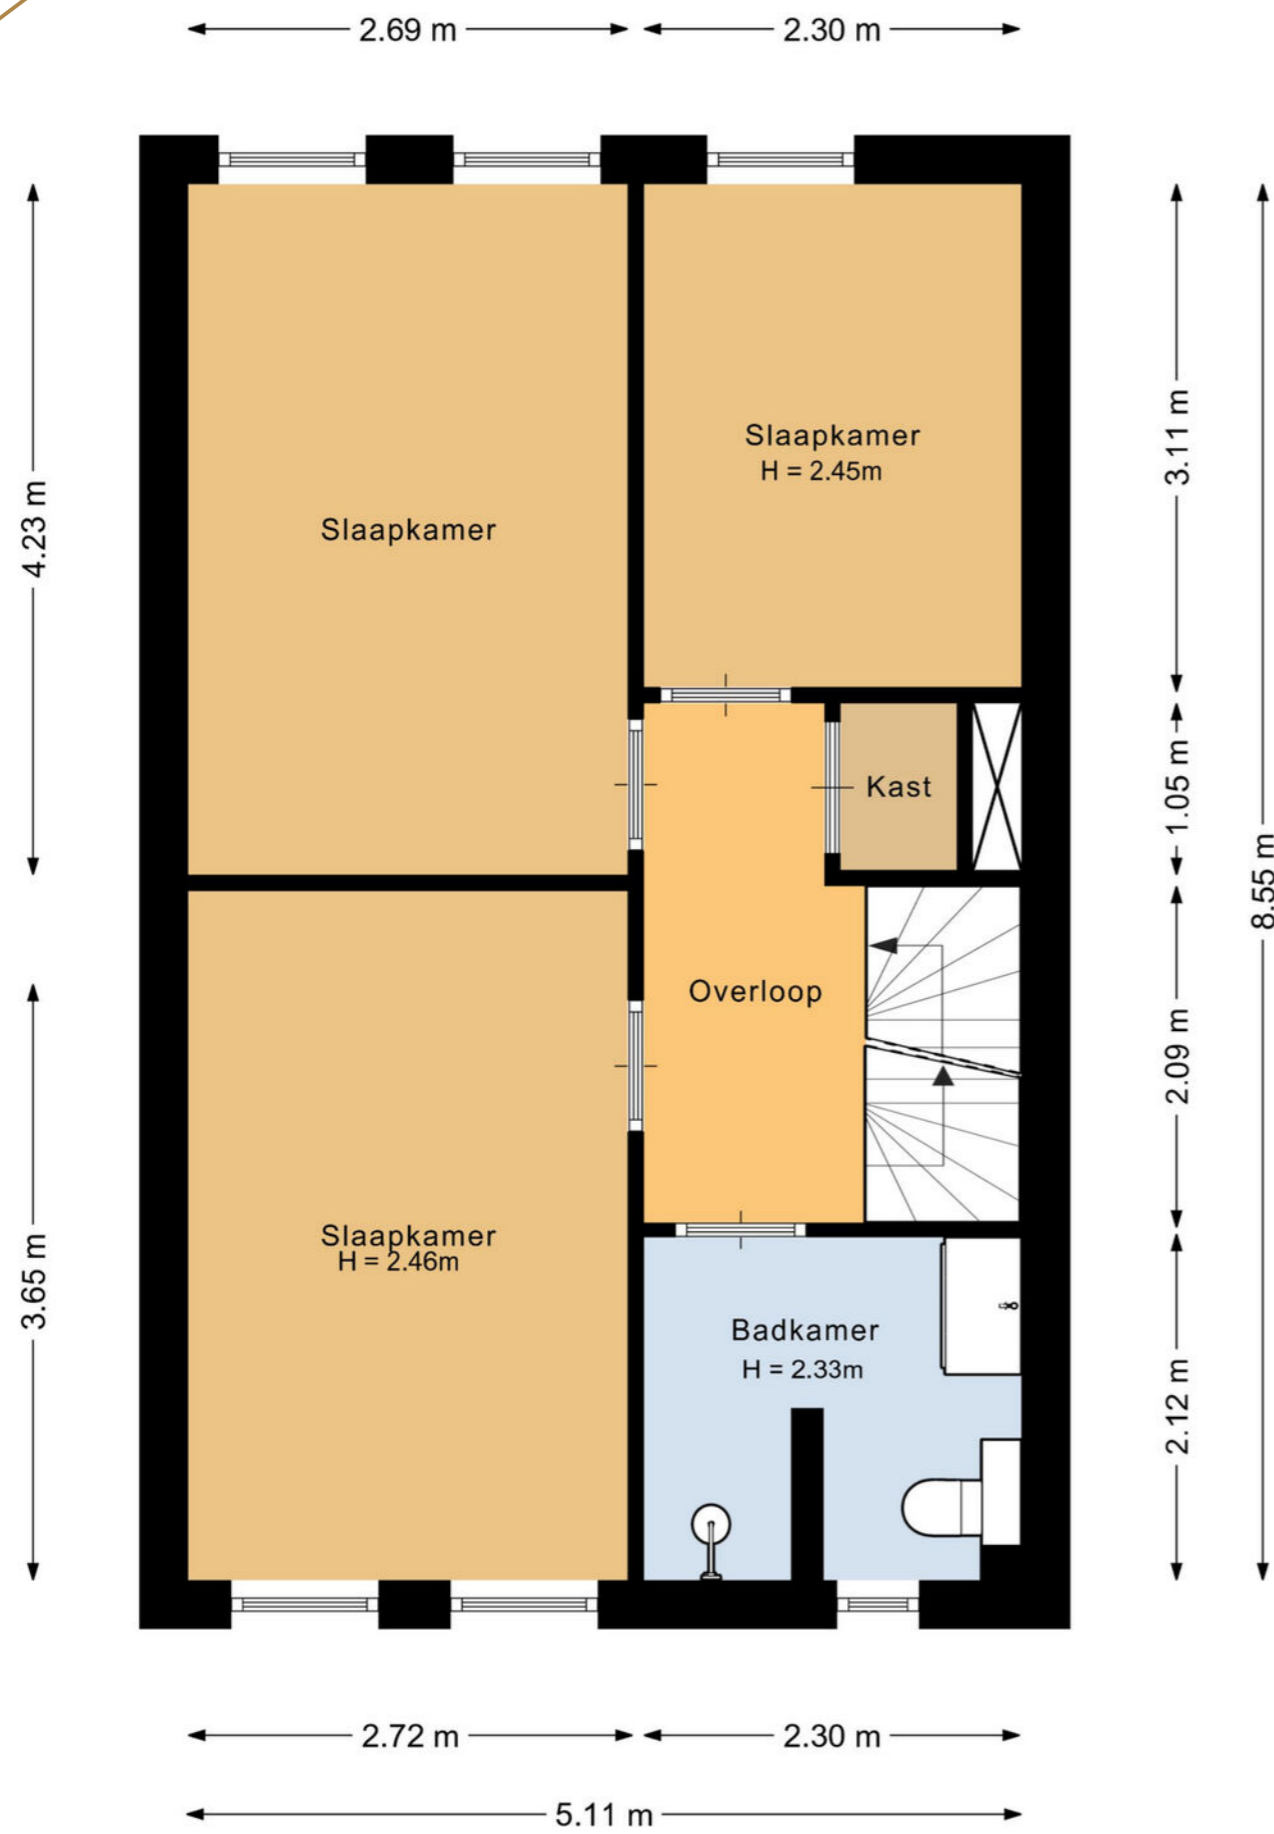 2.69 m
2.30 m
4.23 m
3.11 m
Slaapkamer
H = 2.45m
Slaapkamer
1.05 m
Kast
8.55 m
Overloop
2.09 m
3.65 m
Slaapkamer
H = 2.46m
Badkamer
H = 2.33m
2.12 m
2.72 m
2.30 m
5.11 m